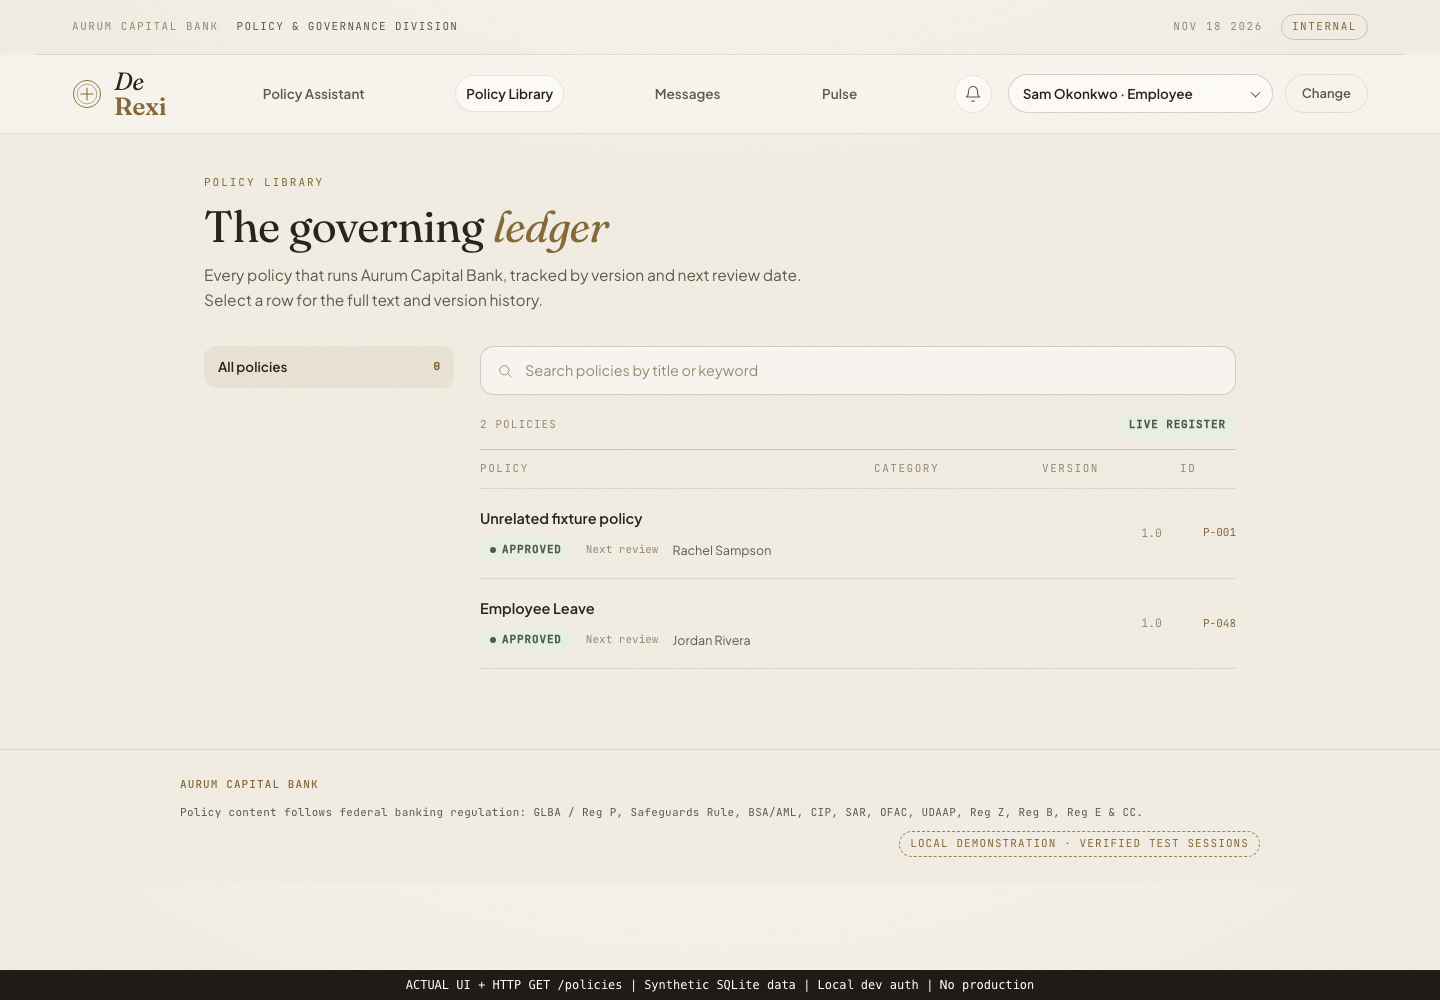 AURUM CAPITAL BANK POLICY & GOVERNANCE DIVISION NOV 18 2026 INTERNAL
De
Rexi
Policy Assistant Policy Library Messages Pulse Sam Okonkwo · Employee Change
POLICY LIBRARY
The governing ledger
Every policy that runs Aurum Capital Bank, tracked by version and next review date.
Select a row for the full text and version history.
All policies 0
Search policies by title or keyword
2 POLICIES LIVE REGISTER
POLICY CATEGORY VERSION ID
Unrelated fixture policy
APPROVED Next review Rachel Sampson 1.0 P-001
Employee Leave
APPROVED Next review Jordan Rivera 1.0 P-048
AURUM CAPITAL BANK
Policy content follows federal banking regulation: GLBA / Reg P, Safeguards Rule, BSA/AML, CIP, SAR, OFAC, UDAAP, Reg Z, Reg B, Reg E & CC.
LOCAL DEMONSTRATION · VERIFIED TEST SESSIONS
ACTUAL UI + HTTP GET /policies | Synthetic SQLite data | Local dev auth | No production